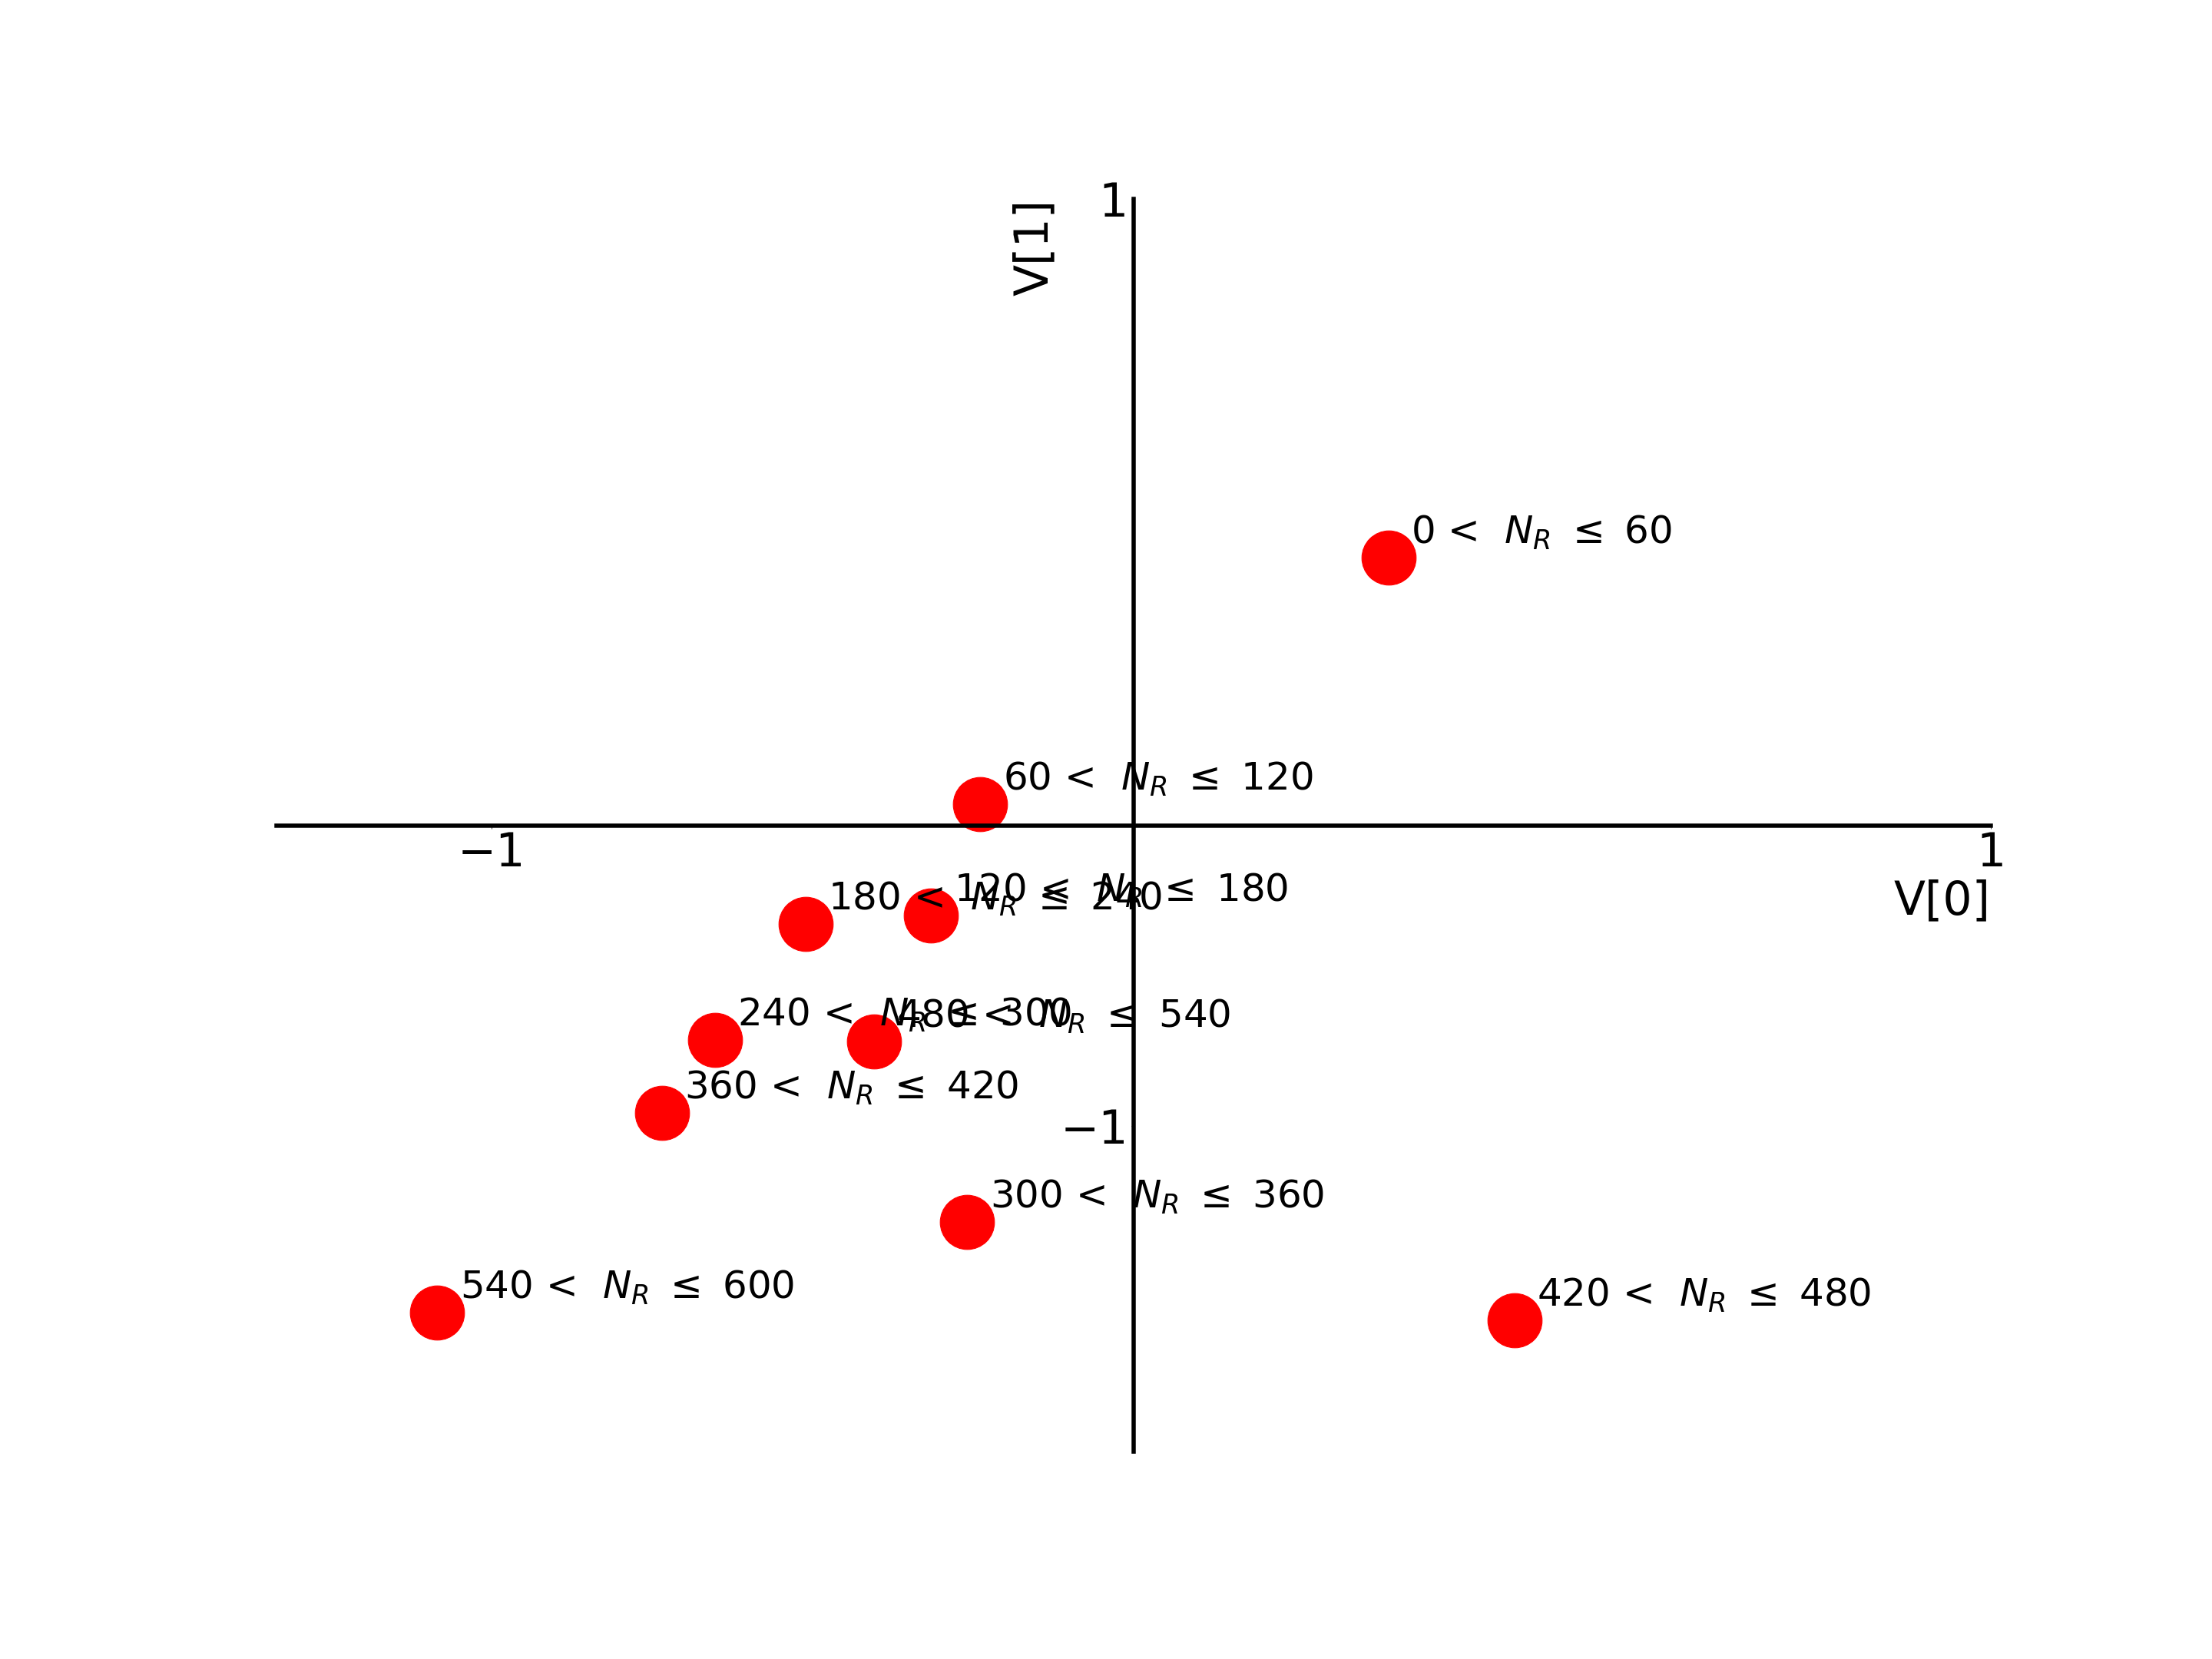 1
V[1]
0 < N_R ≤ 60
60 < N_R ≤ 120
−1
1
V[0]
120 < N_R ≤ 180
180 < N_R ≤ 240
240 < N_R ≤ 300
480 < N_R ≤ 540
360 < N_R ≤ 420
−1
300 < N_R ≤ 360
540 < N_R ≤ 600
420 < N_R ≤ 480